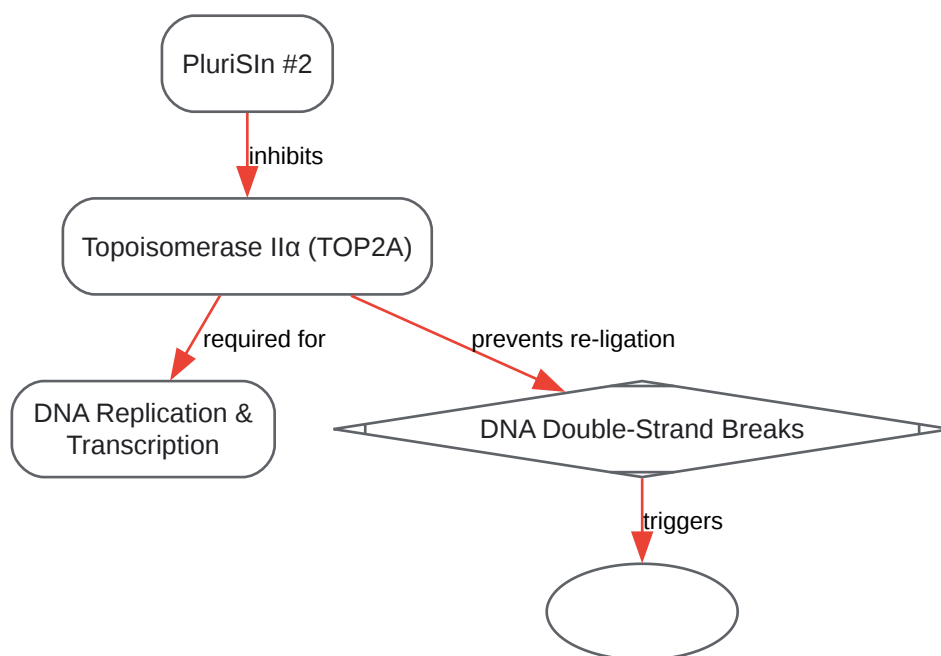 PluriSIn #2
inhibits
Topoisomerase IIα (TOP2A)
required for
prevents re-ligation
DNA Replication &
Transcription
DNA Double-Strand Breaks
triggers